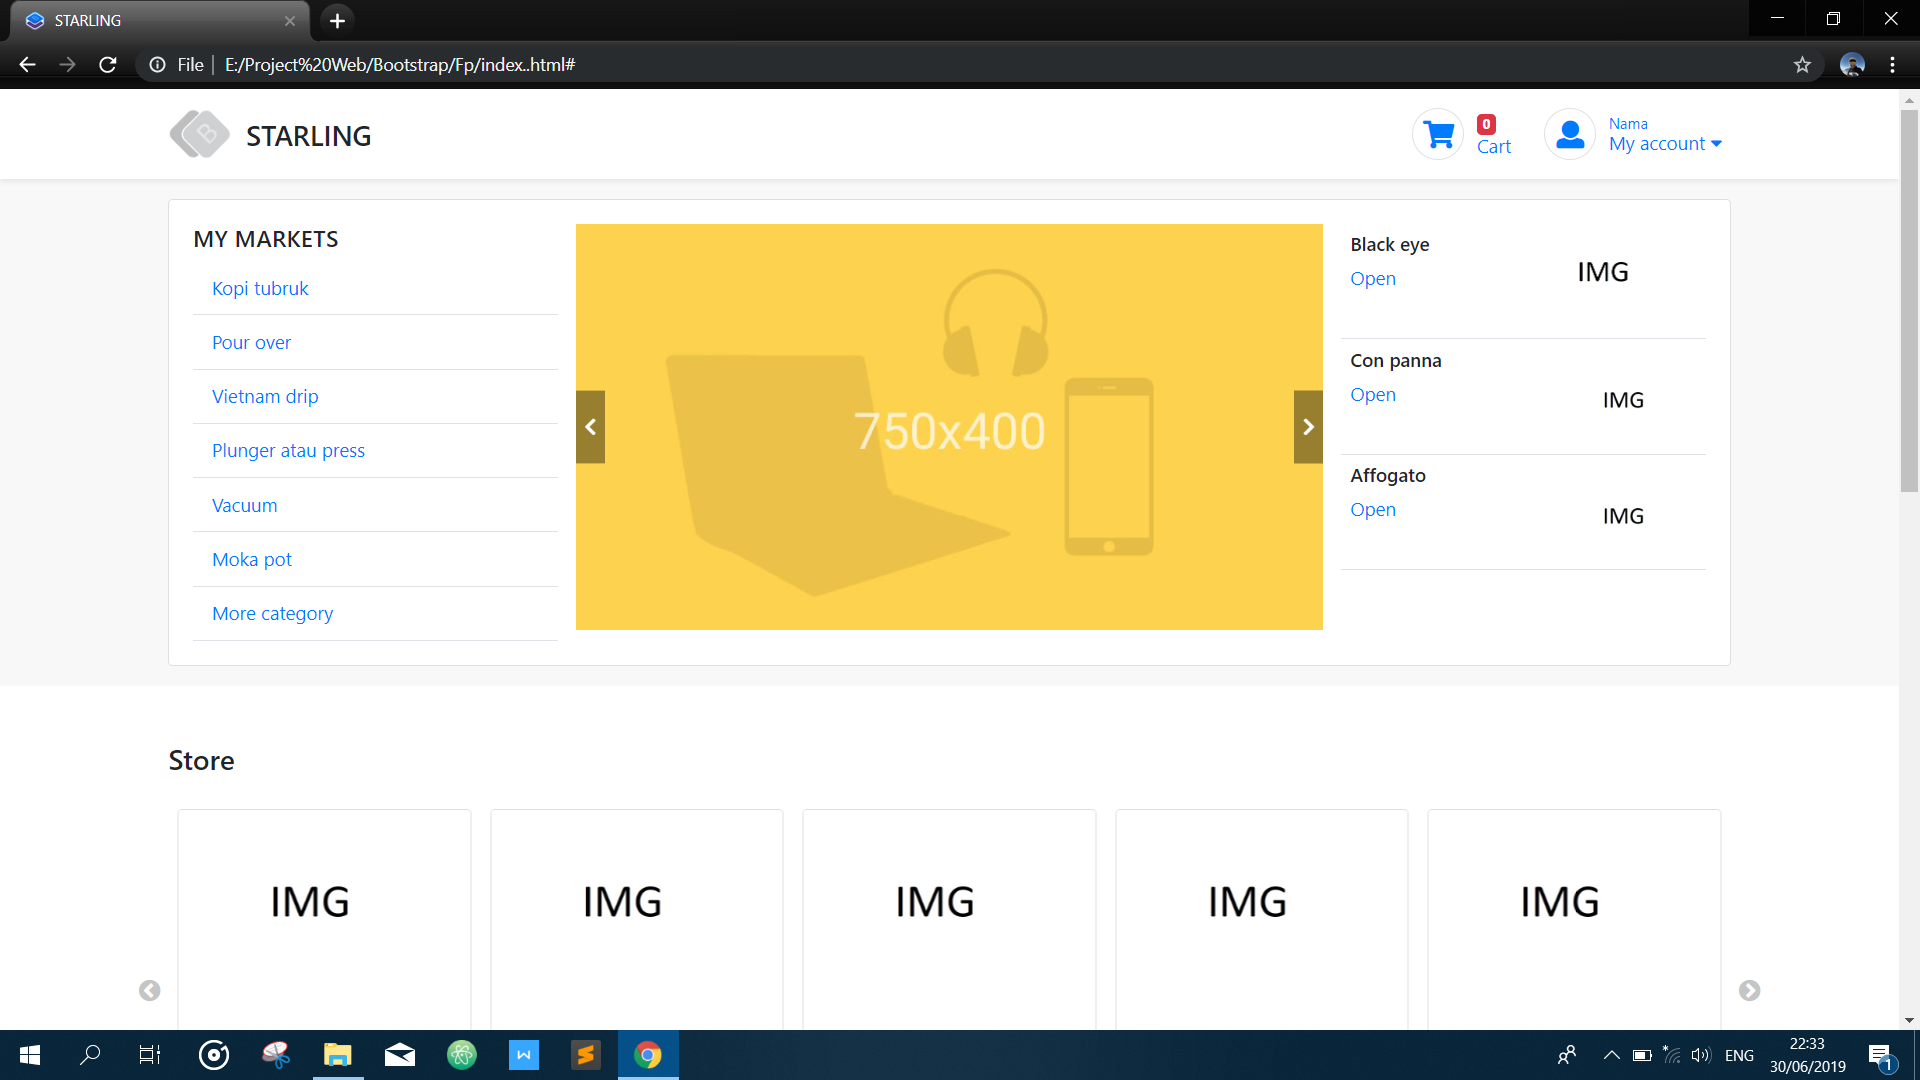 STARLING
File
E:/Project%20Web/Bootstrap/Fp/index..html#
B
STARLING
0
Cart
Nama
My account
MY MARKETS
Kopi tubruk
Pour over
Vietnam drip
Plunger atau press
Vacuum
Moka pot
More category
750x400
Black eye
Open
IMG
Con panna
Open
IMG
Affogato
Open
IMG
Store
IMG
IMG
IMG
IMG
IMG
W
ENG
22:33
30/06/2019
1